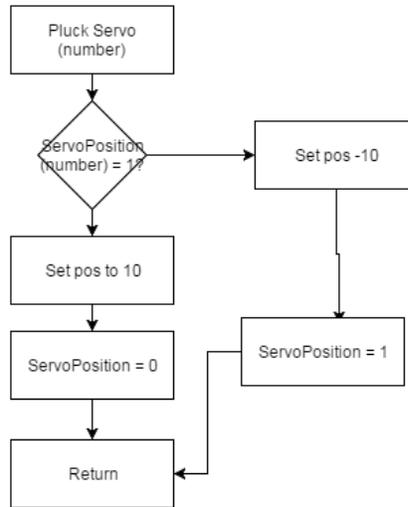 Pluck Servo
(number)
ServoPosition
(number) = 1?
Set pos -10
Set pos to 10
ServoPosition = 0
ServoPosition = 1
Return